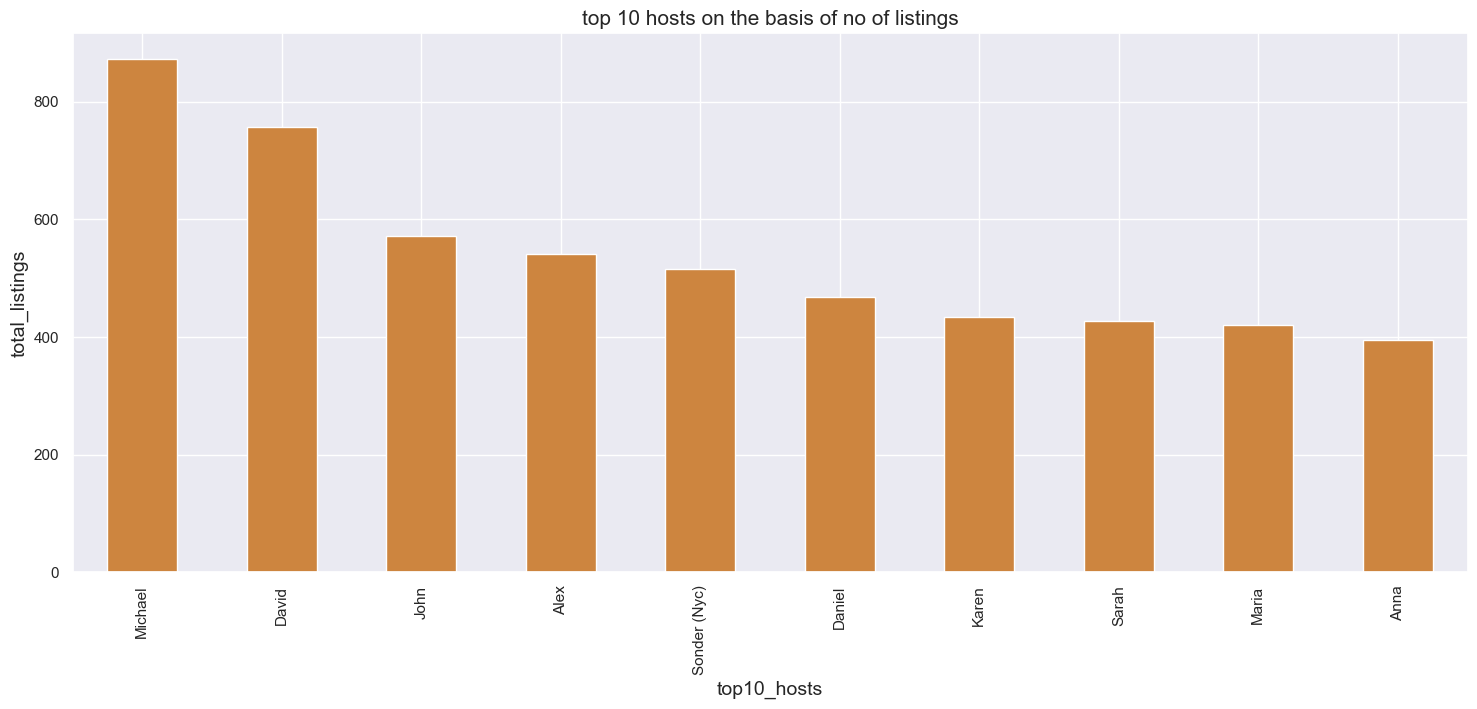 top 10 hosts on the basis of no of listings
total_listings
800
600
400
200
0
Michael
David
John
Alex
Sonder (Nyc)
Daniel
Karen
Sarah
Maria
Anna
top10_hosts